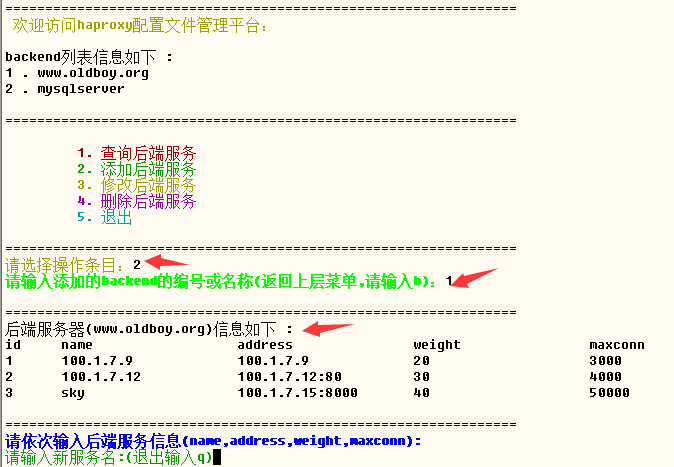 ================================================================
欢迎访问haproxy配置文件管理平台:
backend列表信息如下 :
1 . www.oldboy.org
2 . mysqlserver
================================================================
1. 查询后端服务
2. 添加后端服务
3. 修改后端服务
4. 删除后端服务
5. 退出
================================================================
请选择操作条目: 2
请输入添加的backend的编号或名称(返回上层菜单,请输入b): 1
================================================================
后端服务器(www.oldboy.org)信息如下 :
id name address weight maxconn
1 100.1.7.9 100.1.7.9 20 3000
2 100.1.7.12 100.1.7.12:80 30 4000
3 sky 100.1.7.15:8000 40 50000
================================================================
请依次输入后端服务信息(name,address,weight,maxconn):
请输入新服务名:(退出输入q)